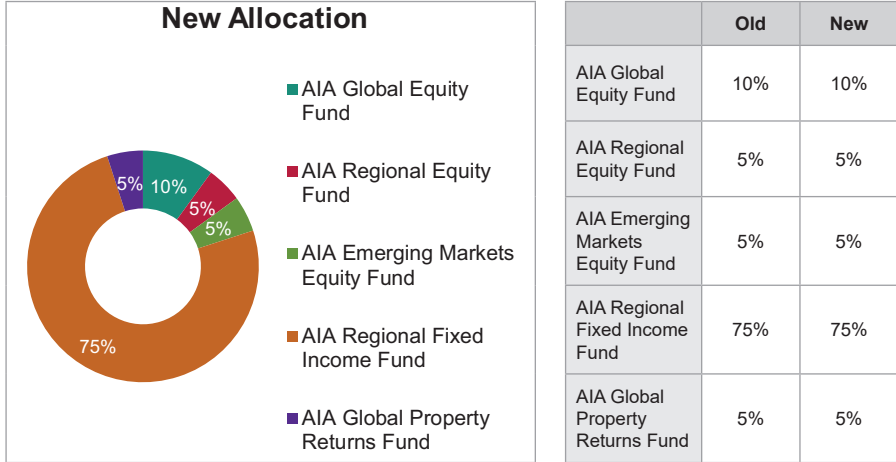 New Allocation
10%
5%
5%
75%
5%
AIA Global Equity
Fund
AIA Regional Equity
Fund
AIA Emerging Markets
Equity Fund
AIA Regional Fixed
Income Fund
AIA Global Property
Returns Fund
Old New
AIA Global
Equity Fund
10% 10%
AIA Regional
Equity Fund
5% 5%
AIA Emerging
Markets
Equity Fund
5% 5%
AIA Regional
Fixed Income
Fund
75% 75%
AIA Global
Property
Returns Fund
5% 5%